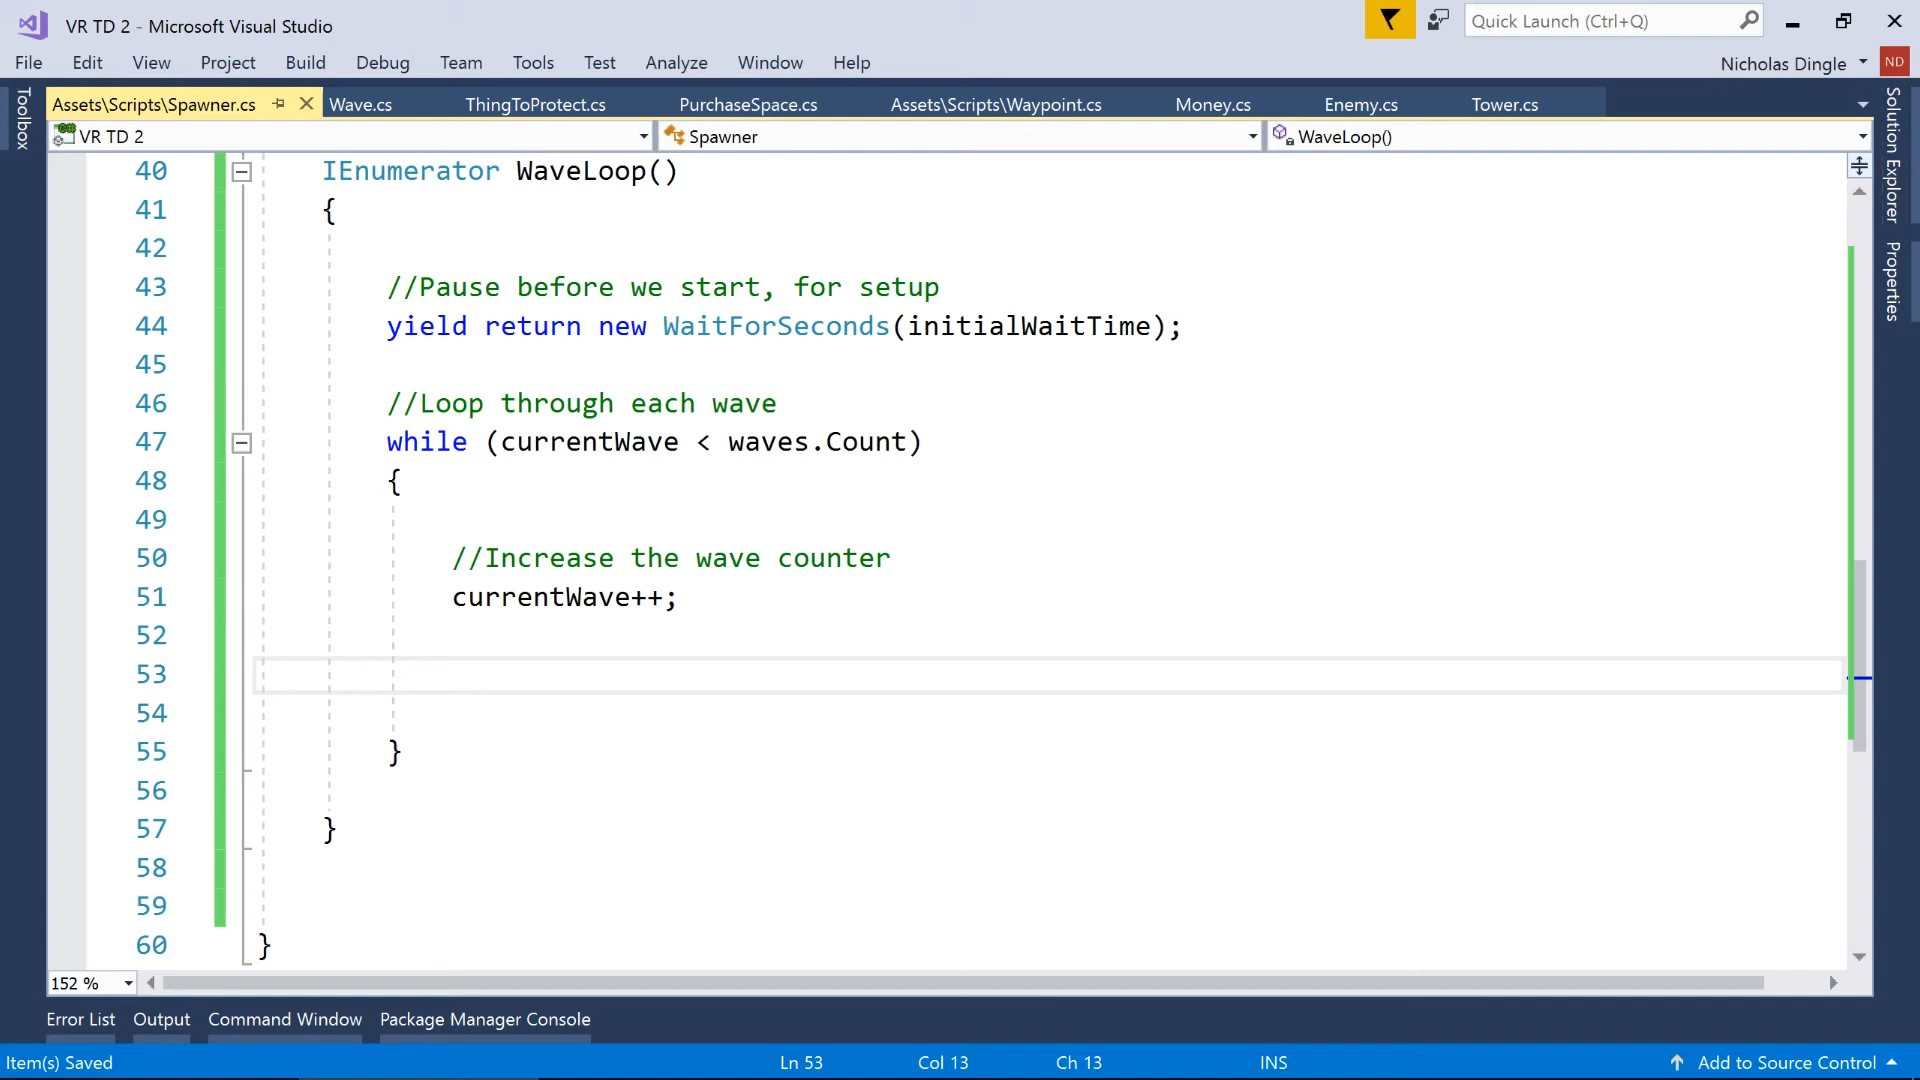 VR TD 2 - Microsoft Visual Studio
Quick Launch (Ctrl+Q)
File Edit View Project Build Debug Team Tools Test Analyze Window Help
Nicholas Dingle ND
Toolbox
Assets\Scripts\Spawner.cs Wave.cs ThingToProtect.cs PurchaseSpace.cs Assets\Scripts\Waypoint.cs Money.cs Enemy.cs Tower.cs
VR TD 2 Spawner WaveLoop()
Solution Explorer
Properties
40 IEnumerator WaveLoop()
41 {
42
43 //Pause before we start, for setup
44 yield return new WaitForSeconds(initialWaitTime);
45
46 //Loop through each wave
47 while (currentWave < waves.Count)
48 {
49
50 //Increase the wave counter
51 currentWave++;
52
53
54
55 }
56
57 }
58
59
60 }
152 %
Error List Output Command Window Package Manager Console
Item(s) Saved Ln 53 Col 13 Ch 13 INS Add to Source Control